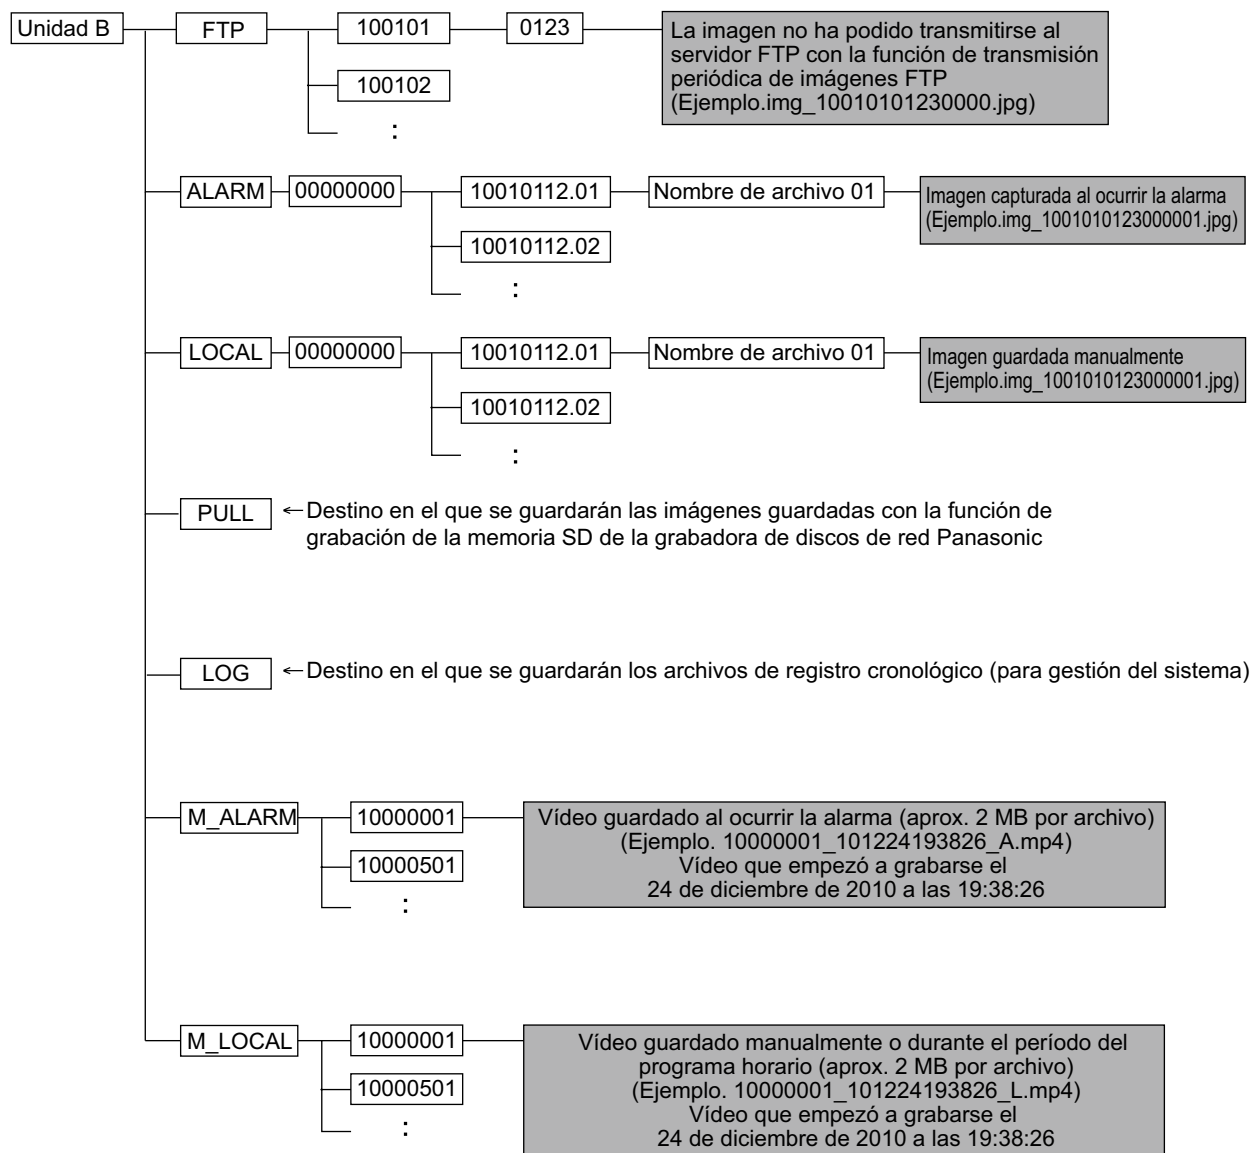 Unidad B
FTP
100101
0123
La imagen no ha podido transmitirse al
servidor FTP con la función de transmisión
periódica de imágenes FTP
(Ejemplo.img_10010101230000.jpg)
100102
:
ALARM
00000000
10010112.01
Nombre de archivo 01
Imagen capturada al ocurrir la alarma
(Ejemplo.img_1001010123000001.jpg)
10010112.02
:
LOCAL
00000000
10010112.01
Nombre de archivo 01
Imagen guardada manualmente
(Ejemplo.img_1001010123000001.jpg)
10010112.02
:
PULL
←Destino en el que se guardarán las imágenes guardadas con la función de
grabación de la memoria SD de la grabadora de discos de red Panasonic
LOG
←Destino en el que se guardarán los archivos de registro cronológico (para gestión del sistema)
M_ALARM
10000001
Vídeo guardado al ocurrir la alarma (aprox. 2 MB por archivo)
(Ejemplo. 10000001_101224193826_A.mp4)
Vídeo que empezó a grabarse el
24 de diciembre de 2010 a las 19:38:26
10000501
:
M_LOCAL
10000001
Vídeo guardado manualmente o durante el período del
programa horario (aprox. 2 MB por archivo)
(Ejemplo. 10000001_101224193826_L.mp4)
Vídeo que empezó a grabarse el
24 de diciembre de 2010 a las 19:38:26
10000501
: